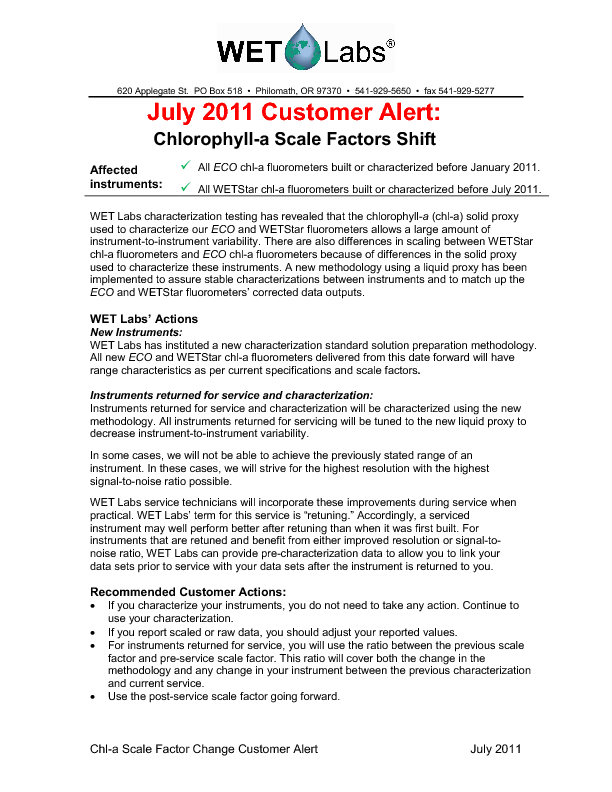 WET Labs®
620 Applegate St. PO Box 518 • Philomath, OR 97370 • 541-929-5650 • fax 541-929-5277
July 2011 Customer Alert:
Chlorophyll-a Scale Factors Shift
Affected
instruments:
✓ All ECO chl-a fluorometers built or characterized before January 2011.
✓ All WETStar chl-a fluorometers built or characterized before July 2011.
WET Labs characterization testing has revealed that the chlorophyll-a (chl-a) solid proxy
used to characterize our ECO and WETStar fluorometers allows a large amount of
instrument-to-instrument variability. There are also differences in scaling between WETStar
chl-a fluorometers and ECO chl-a fluorometers because of differences in the solid proxy
used to characterize these instruments. A new methodology using a liquid proxy has been
implemented to assure stable characterizations between instruments and to match up the
ECO and WETStar fluorometers' corrected data outputs.
WET Labs' Actions
New Instruments:
WET Labs has instituted a new characterization standard solution preparation methodology.
All new ECO and WETStar chl-a fluorometers delivered from this date forward will have
range characteristics as per current specifications and scale factors.
Instruments returned for service and characterization:
Instruments returned for service and characterization will be characterized using the new
methodology. All instruments returned for servicing will be tuned to the new liquid proxy to
decrease instrument-to-instrument variability.
In some cases, we will not be able to achieve the previously stated range of an
instrument. In these cases, we will strive for the highest resolution with the highest
signal-to-noise ratio possible.
WET Labs service technicians will incorporate these improvements during service when
practical. WET Labs' term for this service is "retuning." Accordingly, a serviced
instrument may well perform better after retuning than when it was first built. For
instruments that are retuned and benefit from either improved resolution or signal-to-
noise ratio, WET Labs can provide pre-characterization data to allow you to link your
data sets prior to service with your data sets after the instrument is returned to you.
Recommended Customer Actions:
• If you characterize your instruments, you do not need to take any action. Continue to
use your characterization.
• If you report scaled or raw data, you should adjust your reported values.
• For instruments returned for service, you will use the ratio between the previous scale
factor and pre-service scale factor. This ratio will cover both the change in the
methodology and any change in your instrument between the previous characterization
and current service.
• Use the post-service scale factor going forward.
Chl-a Scale Factor Change Customer Alert July 2011